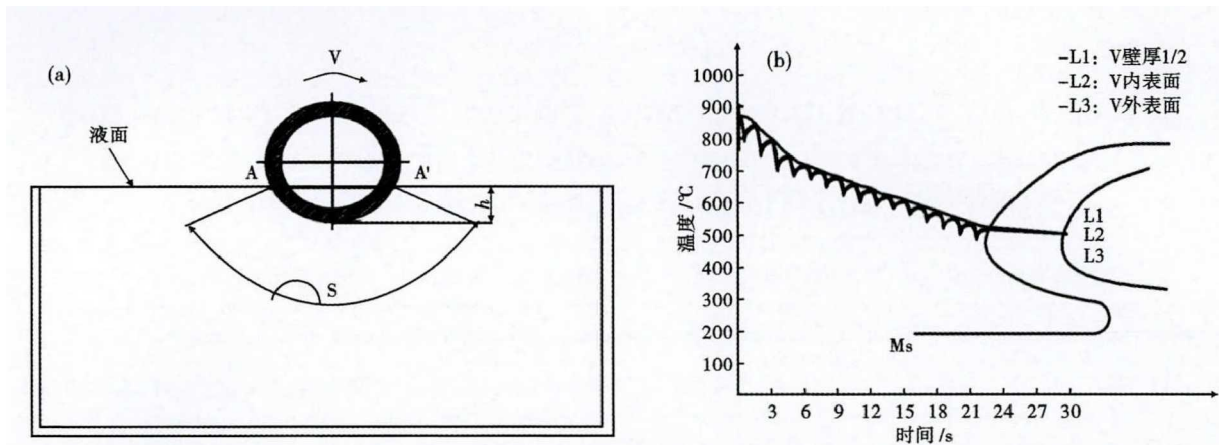 (a)
V
液面
A
A'
h
S
(b)
-L1：V壁厚1/2
-L2：V内表面
-L3：V外表面
温度 /℃
1000
900
800
700
600
500
400
300
200
100
L1
L2
L3
Ms
3 6 9 12 15 18 21 24 27 30
时间 /s